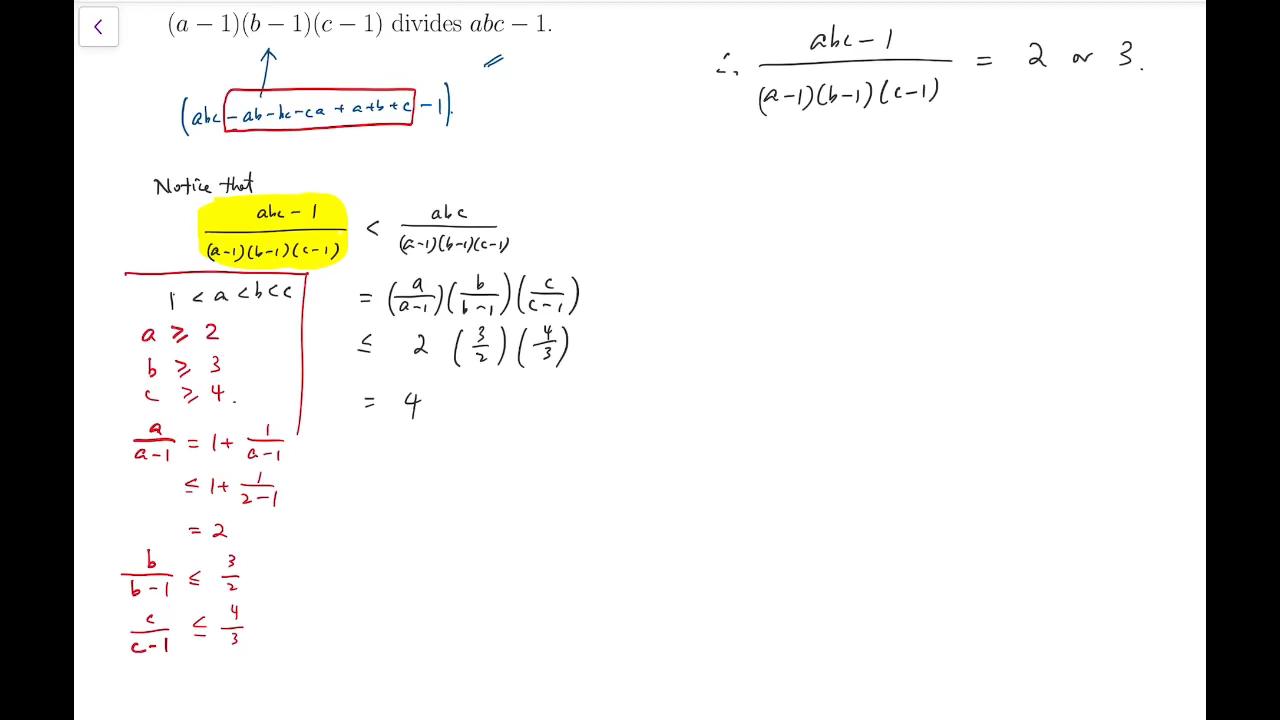 (a − 1)(b − 1)(c − 1) divides abc − 1.
(abc − ab − bc − ca + a + b + c − 1).
Notice that
abc − 1 / (a−1)(b−1)(c−1) < abc / (a−1)(b−1)(c−1)
= (a/a−1)(b/b−1)(c/c−1)
≤ 2 (3/2)(4/3)
= 4
1 < a < b < c
a ≥ 2
b ≥ 3
c ≥ 4.
a/a−1 = 1 + 1/a−1
≤ 1 + 1/2−1
= 2
b/b−1 ≤ 3/2
c/c−1 ≤ 4/3
∴ abc − 1 / (a−1)(b−1)(c−1) = 2 or 3.